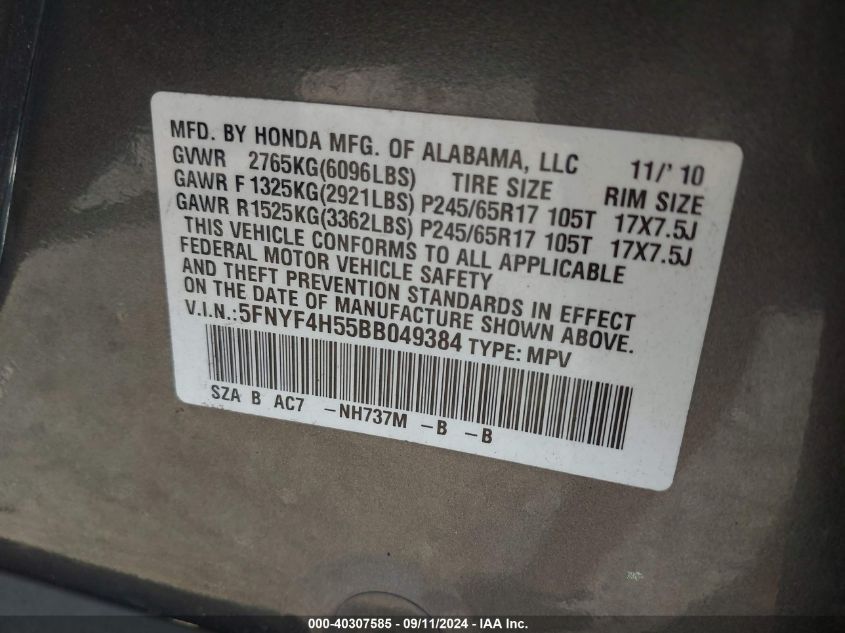 MFD. BY HONDA MFG. OF ALABAMA, LLC 11/' 10
GVWR 2765KG(6096LBS) TIRE SIZE RIM SIZE
GAWR F 1325KG(2921LBS) P245/65R17 105T 17X7.5J
GAWR R1525KG(3362LBS) P245/65R17 105T 17X7.5J
THIS VEHICLE CONFORMS TO ALL APPLICABLE
FEDERAL MOTOR VEHICLE SAFETY
AND THEFT PREVENTION STANDARDS IN EFFECT
ON THE DATE OF MANUFACTURE SHOWN ABOVE.
V.I.N.:5FNYF4H55BB049384 TYPE: MPV
SZA B AC7 -NH737M -B -B
000-40307585 - 09/11/2024 - IAA Inc.